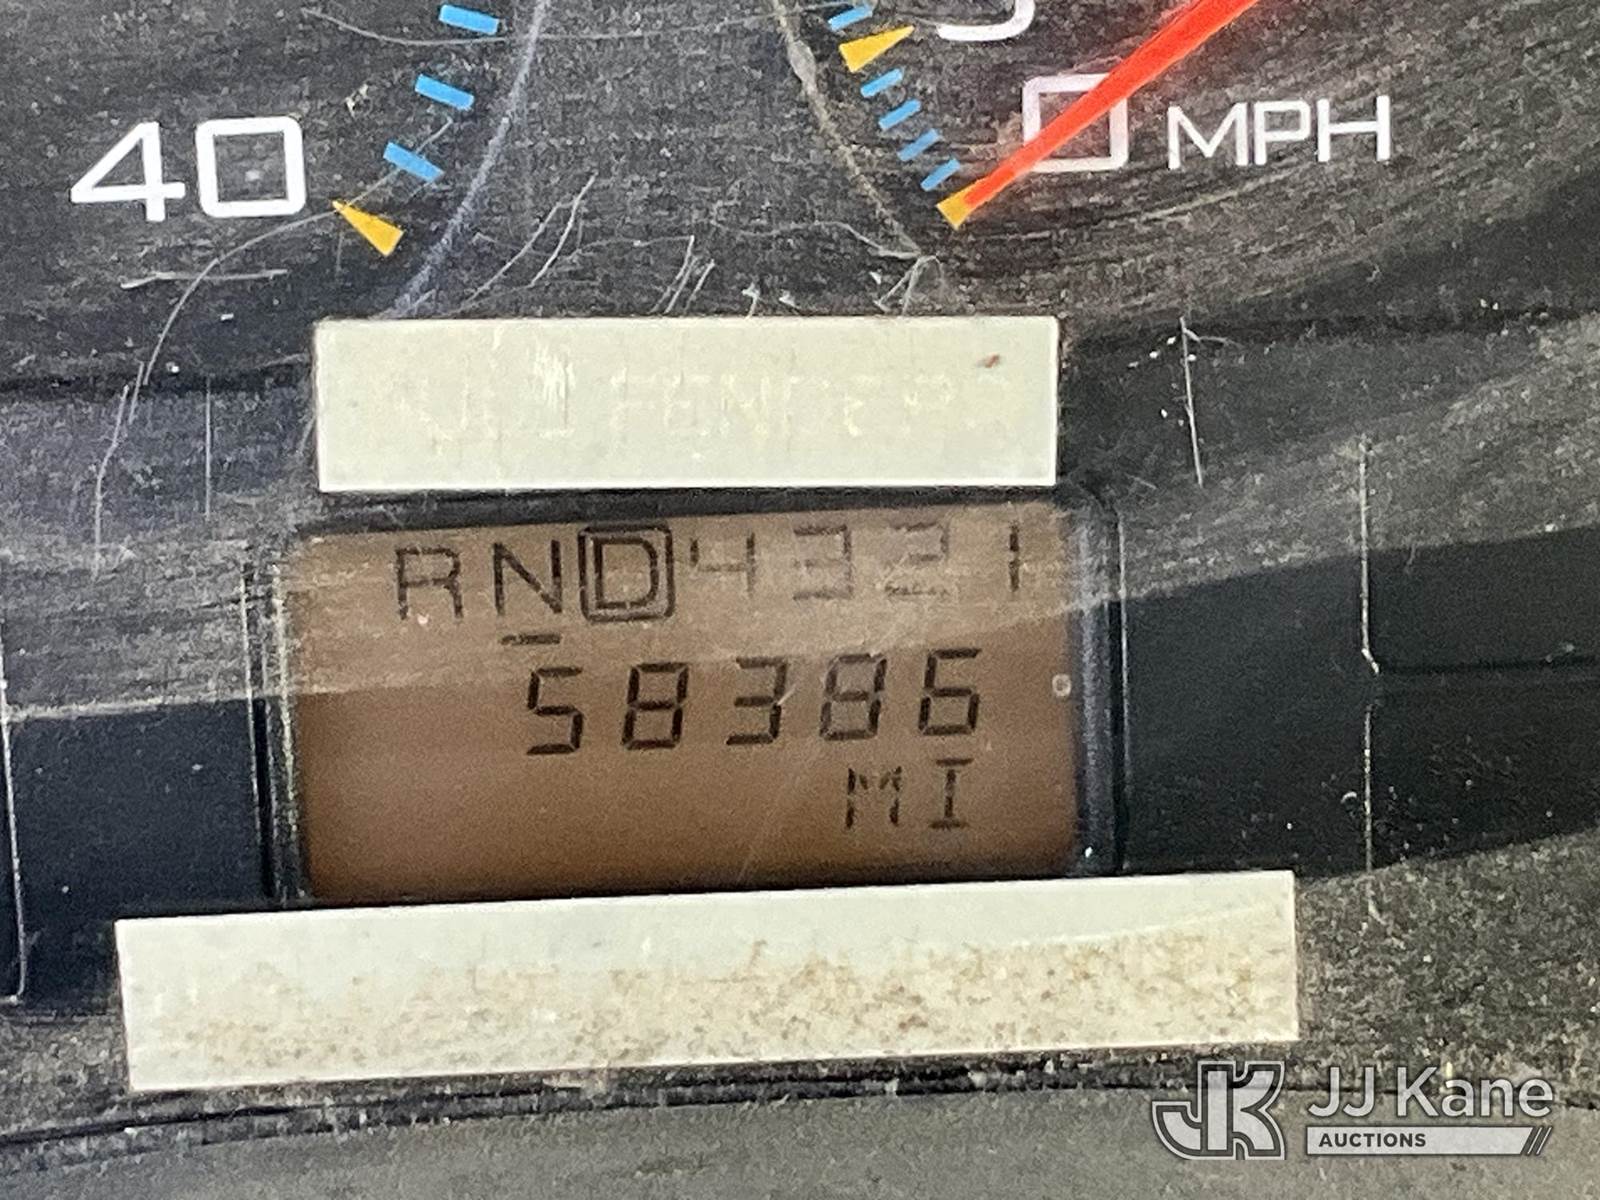 40
0 MPH
RND4321
58386
MI
JJ Kane
AUCTIONS